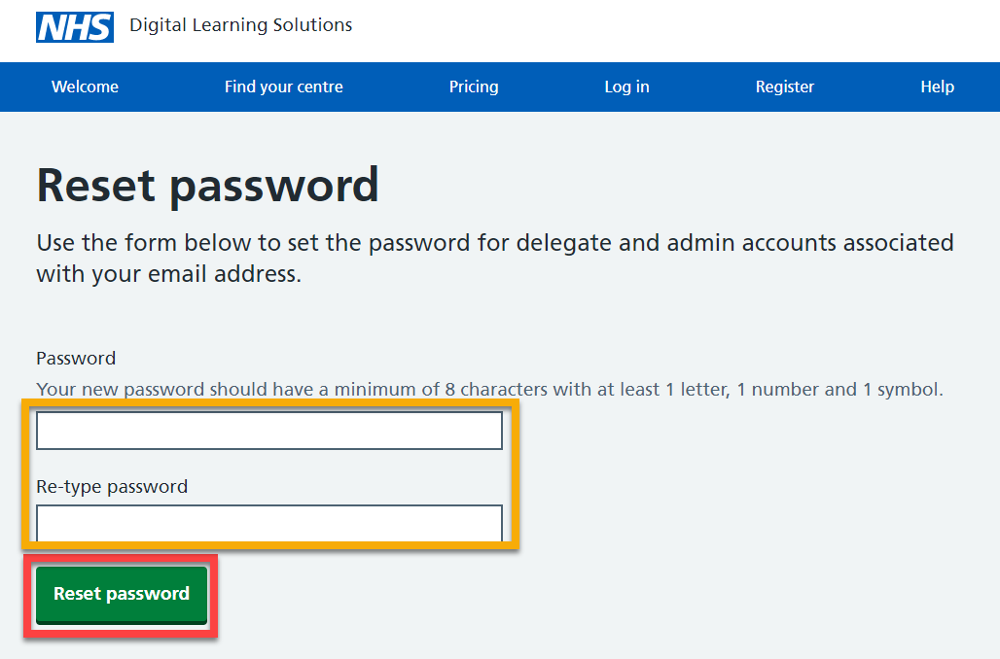 NHS Digital Learning Solutions
Welcome Find your centre Pricing Log in Register Help
Reset password
Use the form below to set the password for delegate and admin accounts associated
with your email address.
Password
Your new password should have a minimum of 8 characters with at least 1 letter, 1 number and 1 symbol.
Re-type password
Reset password